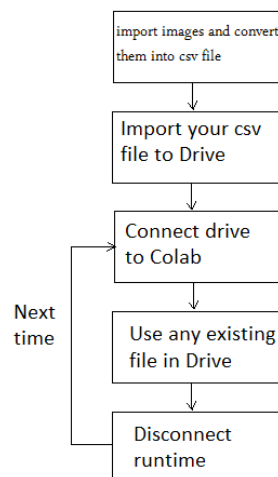 import images and convert
them into csv file
Import your csv
file to Drive
Connect drive
to Colab
Next
time
Use any existing
file in Drive
Disconnect
runtime